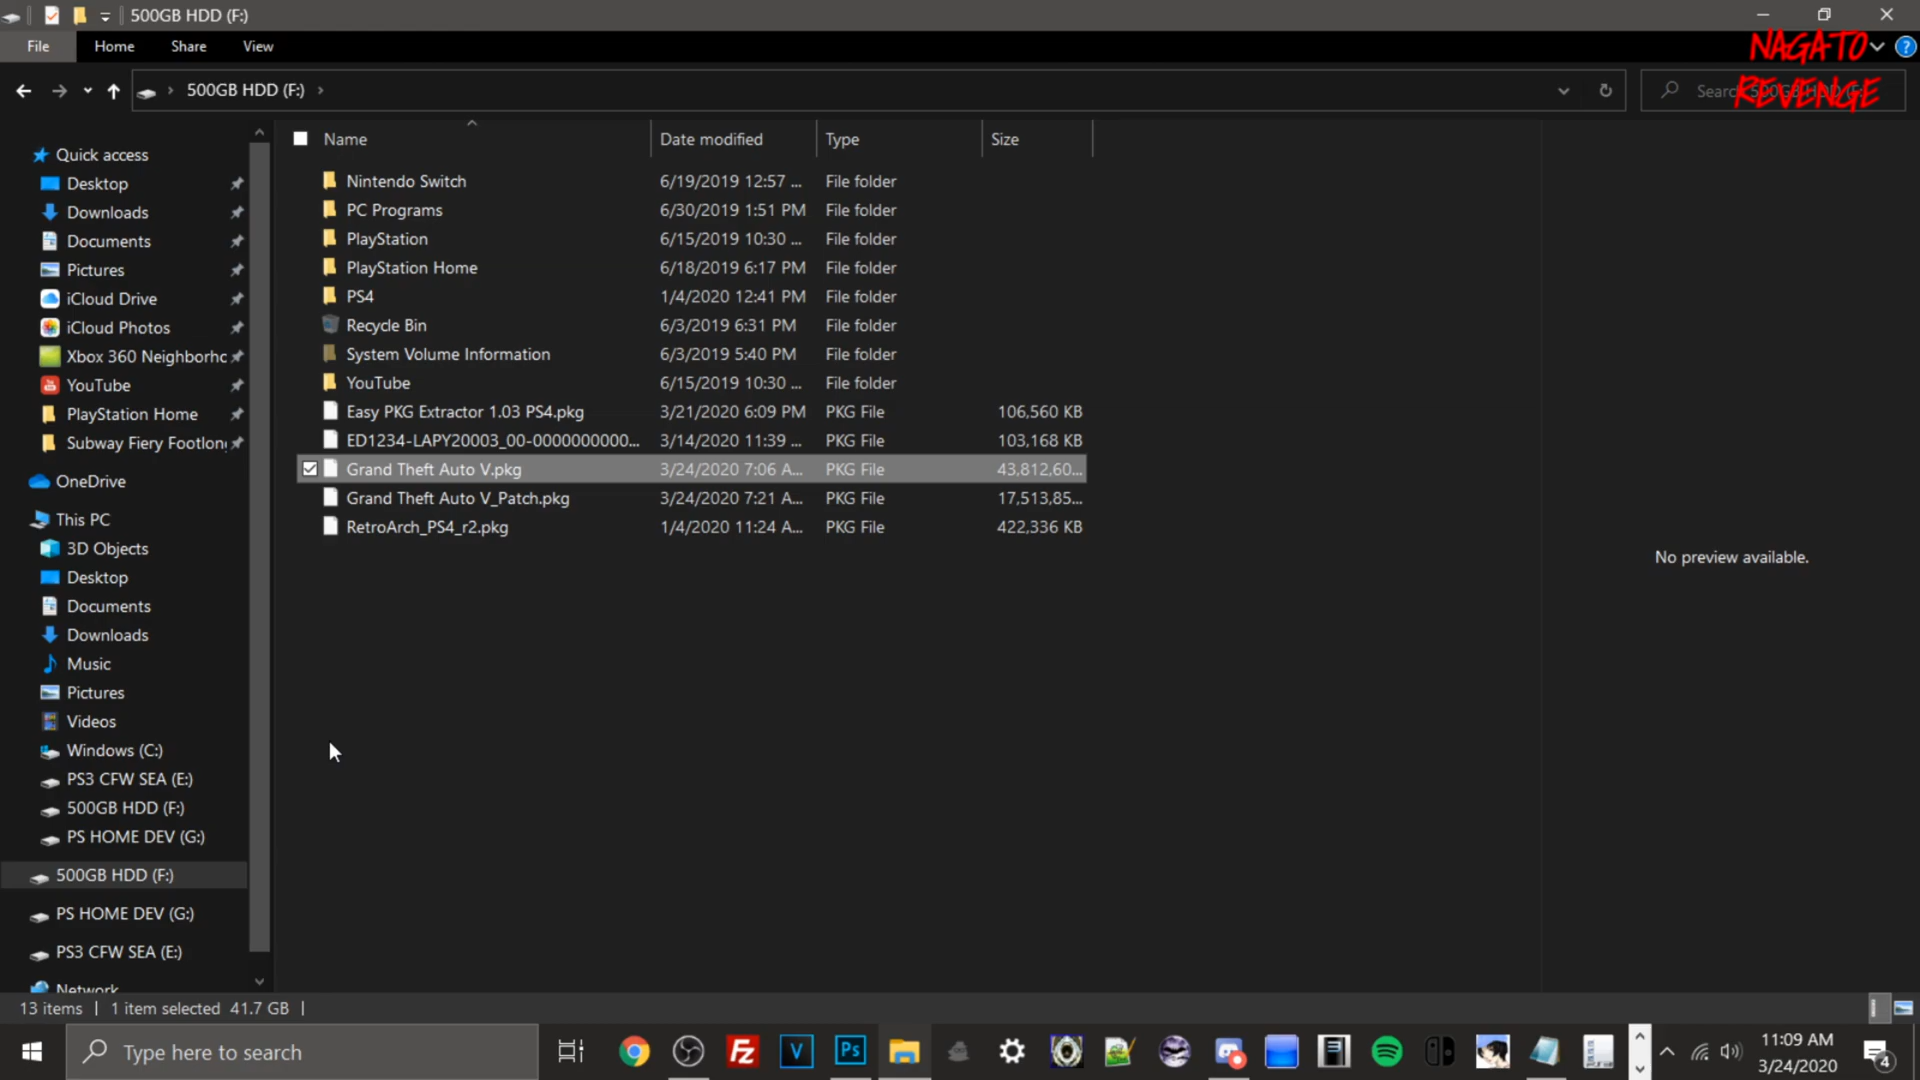 500GB HDD (F:)
File Home Share View
NAGATO
REVENGE
500GB HDD (F:)
Name Date modified Type Size
Nintendo Switch 6/19/2019 12:57 ... File folder
PC Programs 6/30/2019 1:51 PM File folder
PlayStation 6/15/2019 10:30 ... File folder
PlayStation Home 6/18/2019 6:17 PM File folder
PS4 1/4/2020 12:41 PM File folder
Recycle Bin 6/3/2019 6:31 PM File folder
System Volume Information 6/3/2019 5:40 PM File folder
YouTube 6/15/2019 10:30 ... File folder
Easy PKG Extractor 1.03 PS4.pkg 3/21/2020 6:09 PM PKG File 106,560 KB
ED1234-LAPY20003_00-0000000000... 3/14/2020 11:39 ... PKG File 103,168 KB
Grand Theft Auto V.pkg 3/24/2020 7:06 A... PKG File 43,812,60...
Grand Theft Auto V_Patch.pkg 3/24/2020 7:21 A... PKG File 17,513,85...
RetroArch_PS4_r2.pkg 1/4/2020 11:24 A... PKG File 422,336 KB
No preview available.
Quick access
Desktop
Downloads
Documents
Pictures
iCloud Drive
iCloud Photos
Xbox 360 Neighborho
YouTube
PlayStation Home
Subway Fiery Footlon
OneDrive
This PC
3D Objects
Desktop
Documents
Downloads
Music
Pictures
Videos
Windows (C:)
PS3 CFW SEA (E:)
500GB HDD (F:)
PS HOME DEV (G:)
500GB HDD (F:)
PS HOME DEV (G:)
PS3 CFW SEA (E:)
Network
13 items | 1 item selected 41.7 GB |
Type here to search
11:09 AM
3/24/2020
4